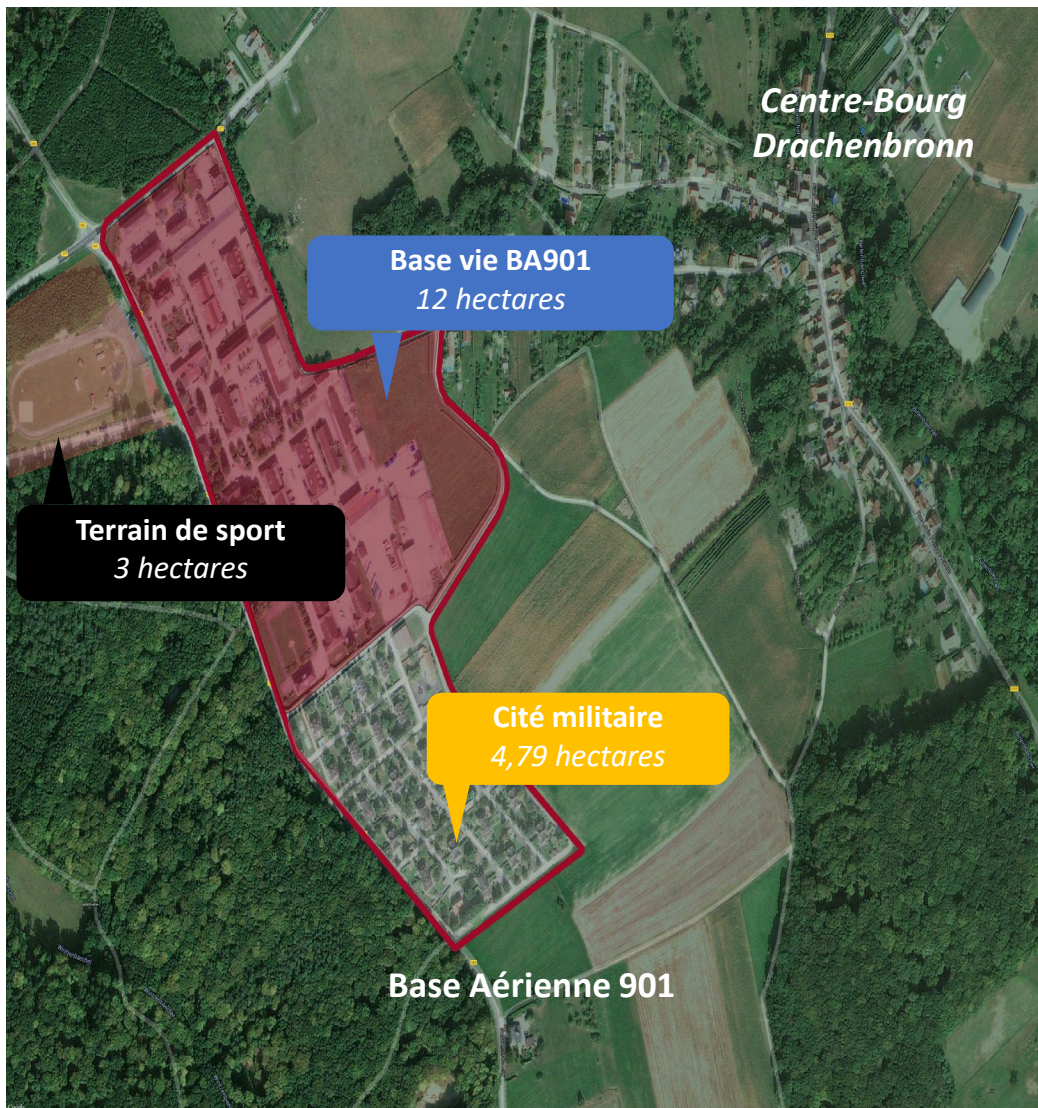 Centre-Bourg
Drachenbronn
Base vie BA901
12 hectares
Terrain de sport
3 hectares
Cité militaire
4,79 hectares
Base Aérienne 901